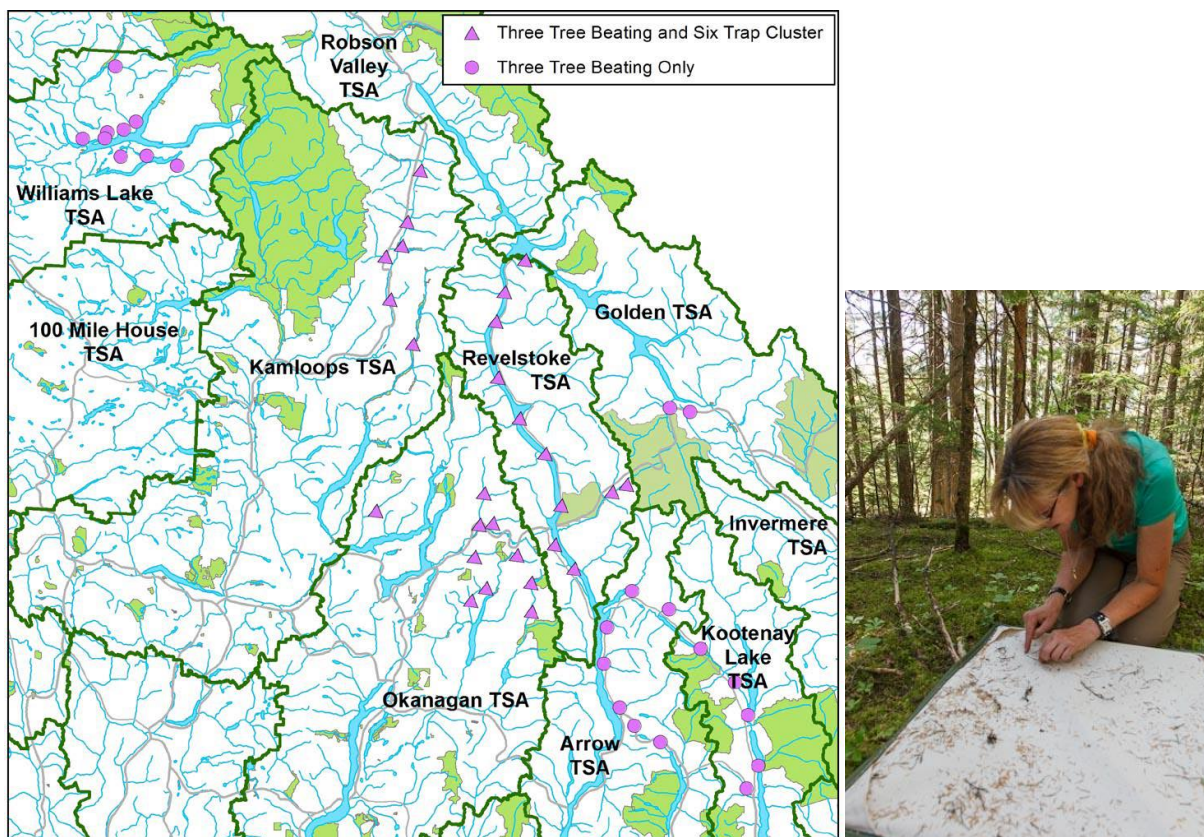 Three Tree Beating and Six Trap Cluster
Three Tree Beating Only
Robson
Valley
TSA
Williams Lake
TSA
100 Mile House
TSA
Kamloops TSA
Golden TSA
Revelstoke
TSA
Invermere
TSA
Kootenay
Lake
TSA
Okanagan TSA
Arrow
TSA